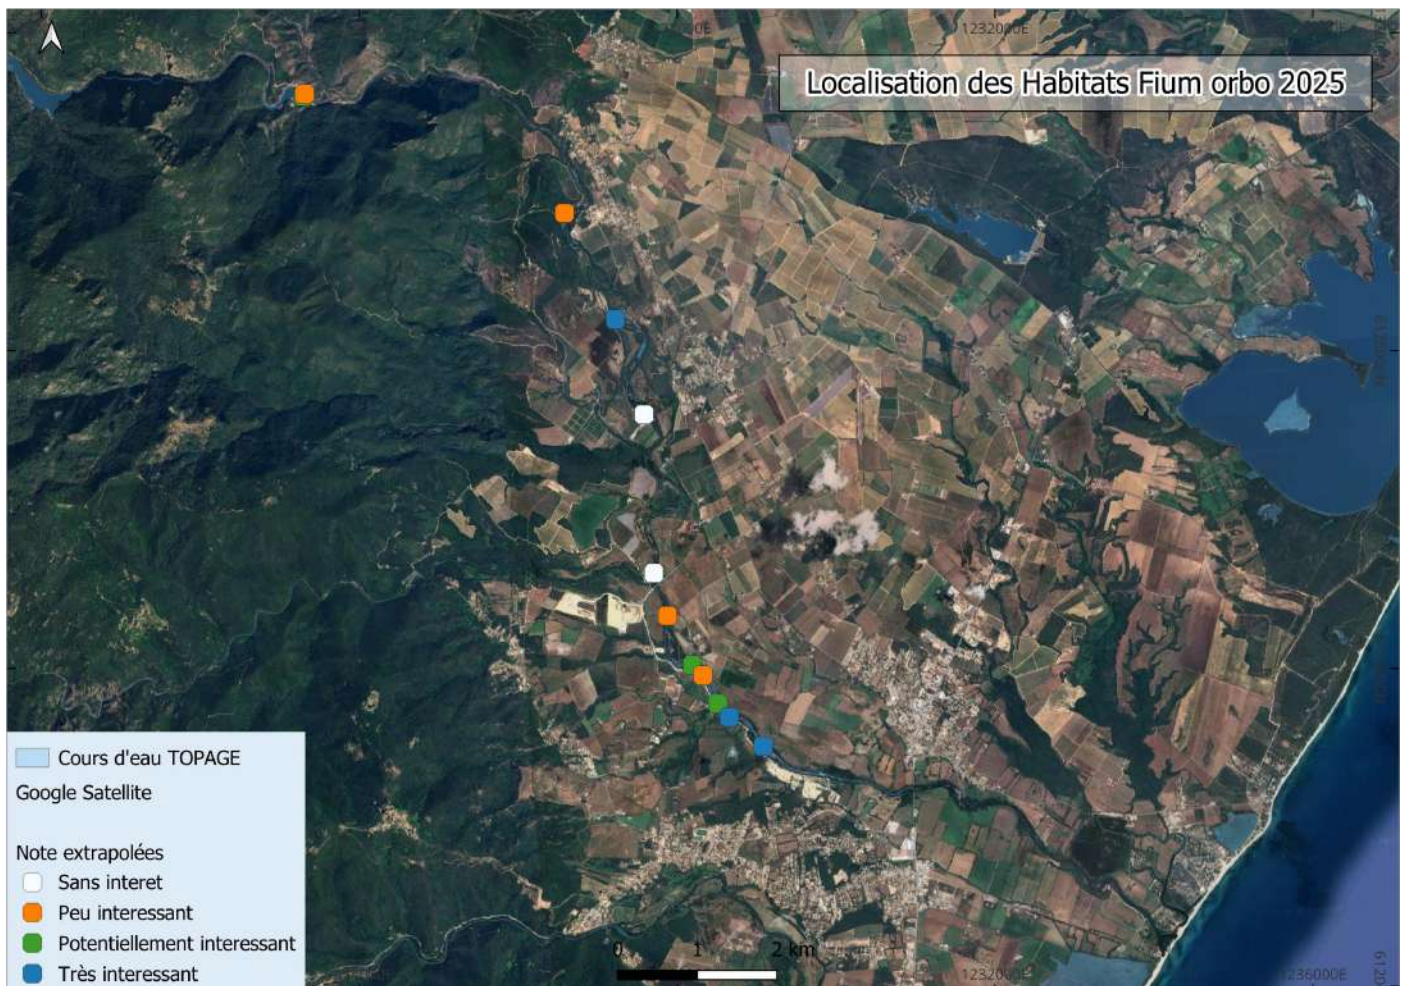 1232000E
Localisation des Habitats Fium orbo 2025
Cours d'eau TOPAGE
Google Satellite
Note extrapolées
Sans interet
Peu interessant
Potentiellement interessant
Très interessant
0 1 2 km
1232000E
1236000E